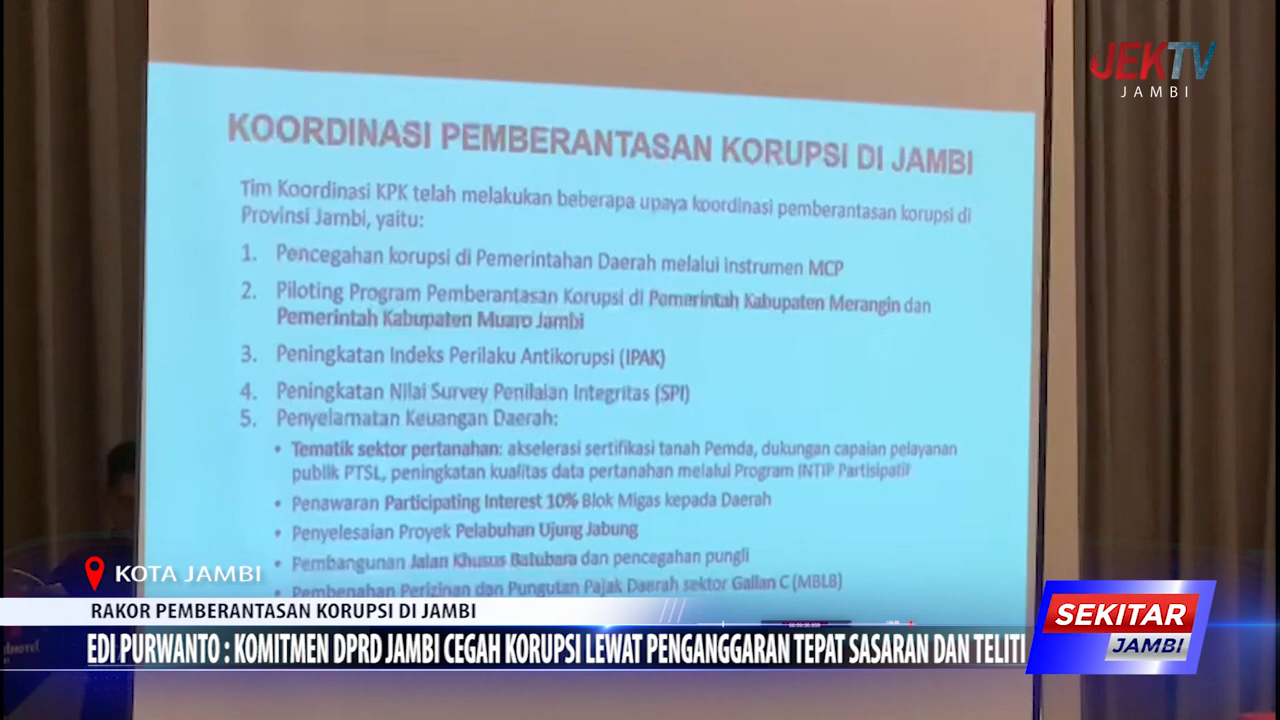 JEKTV
JAMBI
KOORDINASI PEMBERANTASAN KORUPSI DI JAMBI
Tim Koordinasi KPK telah melakukan beberapa upaya koordinasi pemberantasan korupsi di
Provinsi Jambi, yaitu:
1. Pencegahan korupsi di Pemerintahan Daerah melalui instrumen MCP
2. Piloting Program Pemberantasan Korupsi di Pemerintah Kabupaten Merangin dan
Pemerintah Kabupaten Muaro Jambi
3. Peningkatan Indeks Perilaku Antikorupsi (IPAK)
4. Peningkatan Nilai Survey Penilaian Integritas (SPI)
5. Penyelamatan Keuangan Daerah:
• Tematik sektor pertanahan: akselerasi sertifikasi tanah Pemda, dukungan capaian pelayanan
publik PTSL, peningkatan kualitas data pertanahan melalui Program INTIP Partisipatif
• Penawaran Participating Interest 10% Blok Migas kepada Daerah
• Penyelesaian Proyek Pelabuhan Ujung Jabung
• Pembangunan Jalan Khusus Batubara dan pencegahan pungli
• Pembenahan Perizinan dan Pungutan Pajak Daerah sektor Galian C (MBLB)
KOTA JAMBI
RAKOR PEMBERANTASAN KORUPSI DI JAMBI
EDI PURWANTO : KOMITMEN DPRD JAMBI CEGAH KORUPSI LEWAT PENGANGGARAN TEPAT SASARAN DAN TELITI
SEKITAR
JAMBI